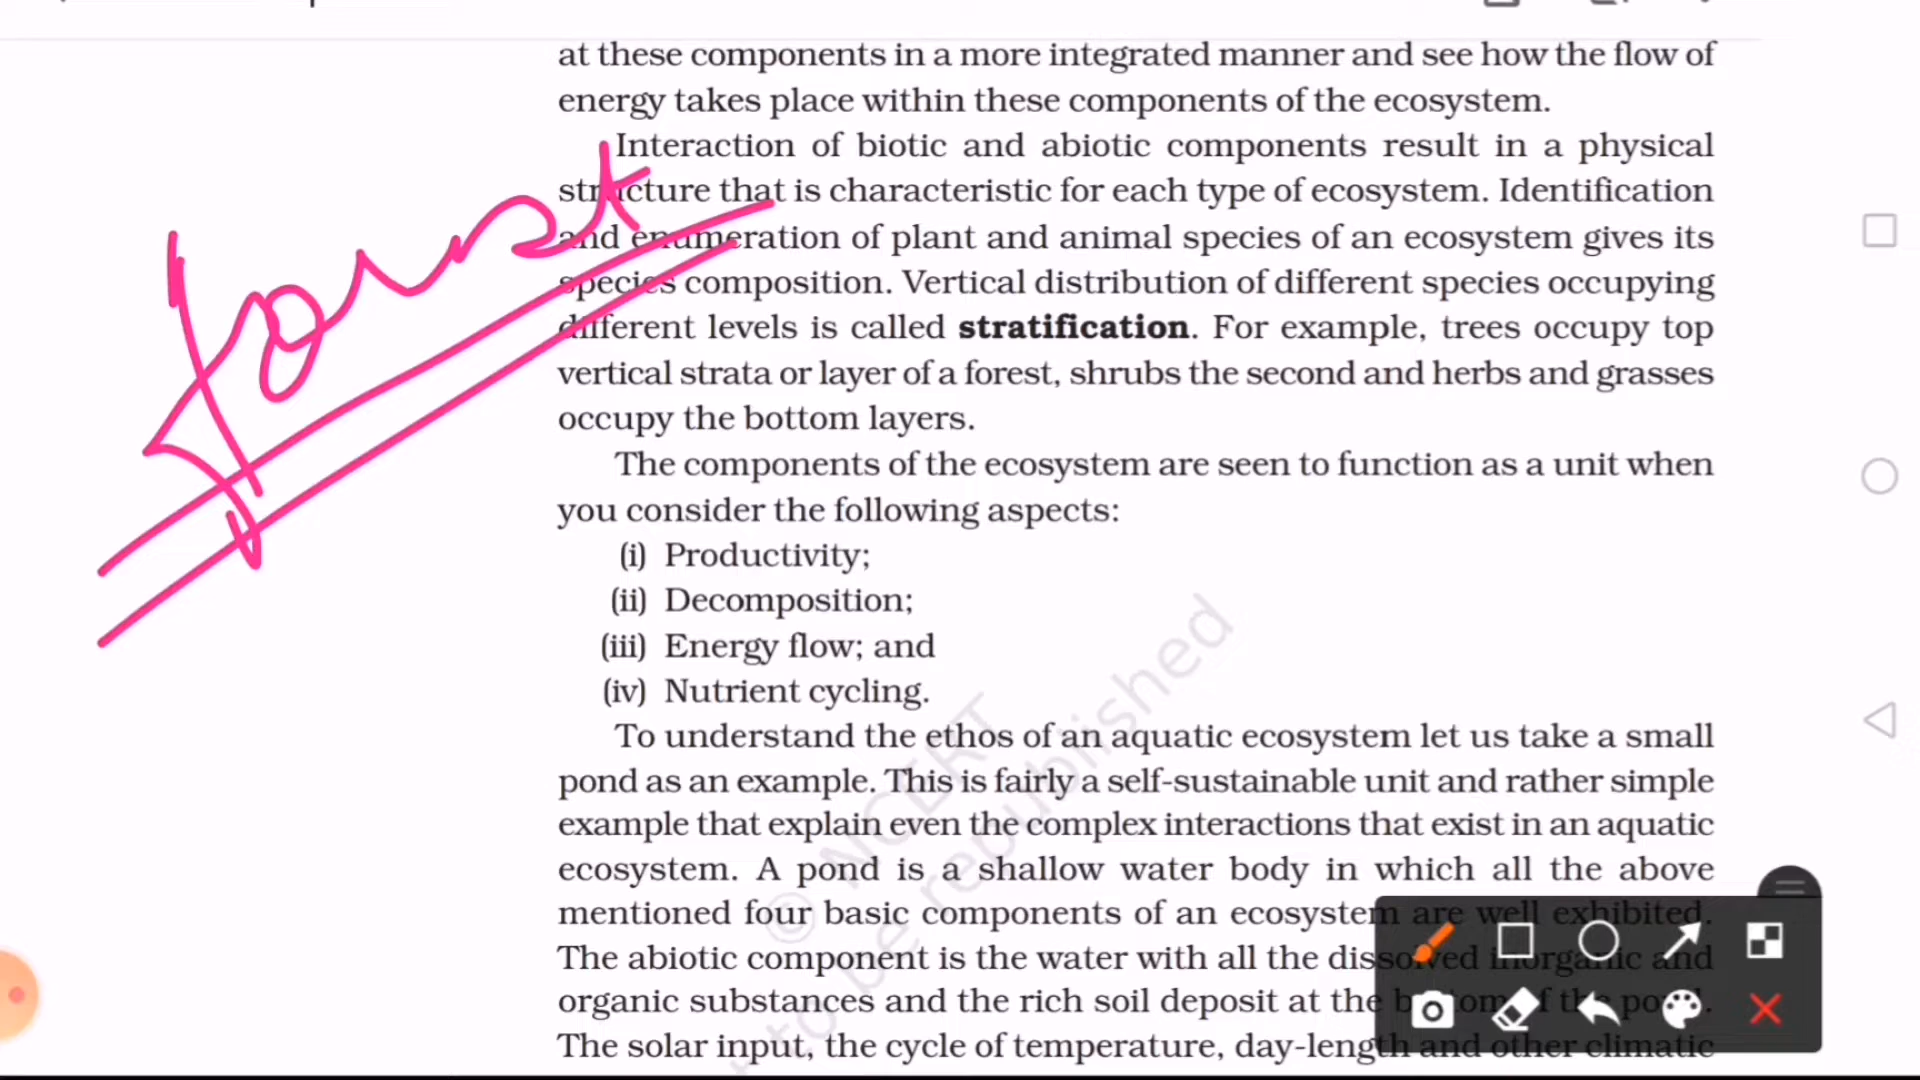 at these components in a more integrated manner and see how the flow of
energy takes place within these components of the ecosystem.
Interaction of biotic and abiotic components result in a physical
structure that is characteristic for each type of ecosystem. Identification
and enumeration of plant and animal species of an ecosystem gives its
species composition. Vertical distribution of different species occupying
different levels is called stratification. For example, trees occupy top
vertical strata or layer of a forest, shrubs the second and herbs and grasses
occupy the bottom layers.
forest
The components of the ecosystem are seen to function as a unit when
you consider the following aspects:
(i) Productivity;
(ii) Decomposition;
(iii) Energy flow; and
(iv) Nutrient cycling.
To understand the ethos of an aquatic ecosystem let us take a small
pond as an example. This is fairly a self-sustainable unit and rather simple
example that explain even the complex interactions that exist in an aquatic
ecosystem. A pond is a shallow water body in which all the above
mentioned four basic components of an ecosystem are well exhibited.
The abiotic component is the water with all the dissolved inorganic and
organic substances and the rich soil deposit at the bottom of the pond.
The solar input, the cycle of temperature, day-length and other climatic
© NCERT
to be republished